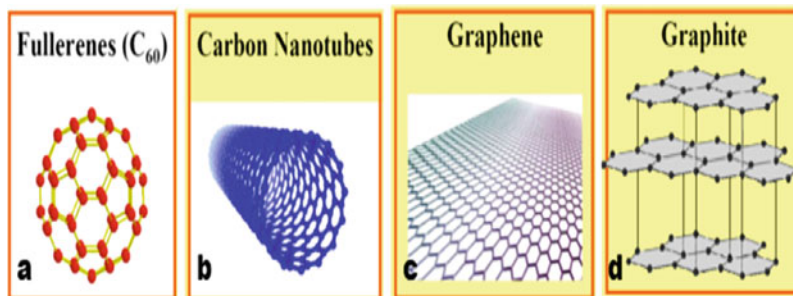 Fullerenes (C60)
a
Carbon Nanotubes
b
Graphene
c
Graphite
d